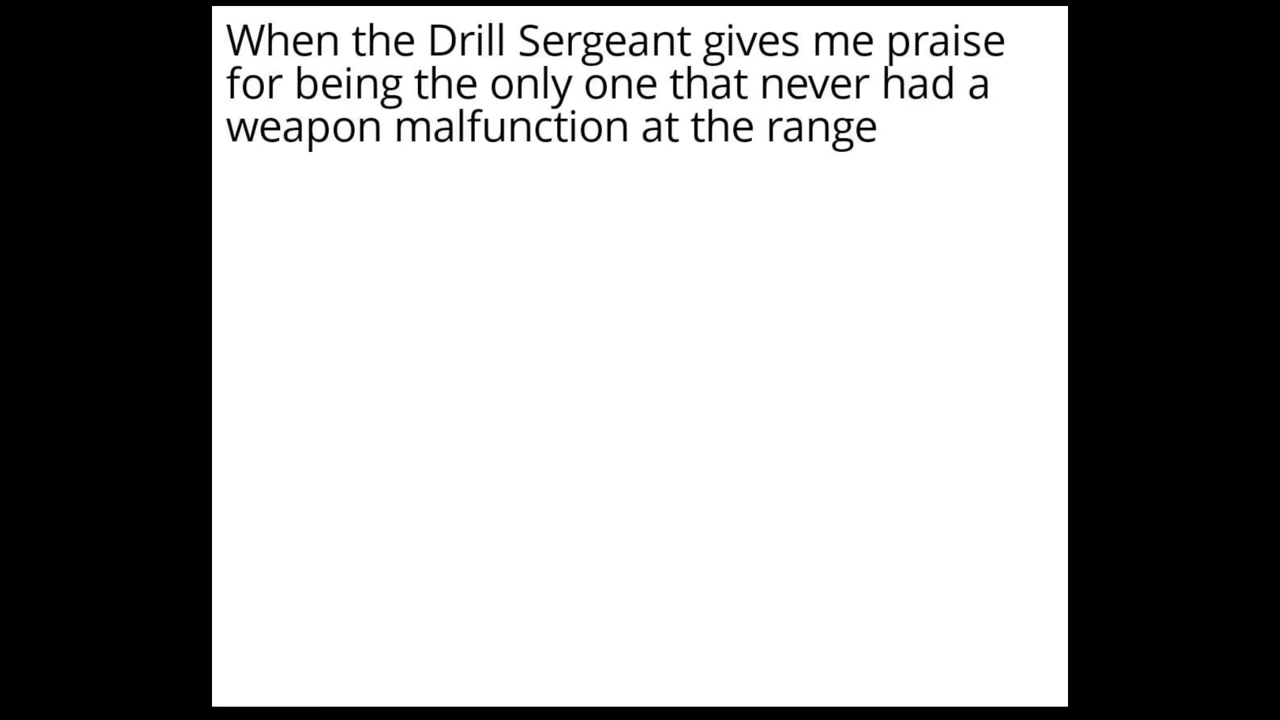 When the Drill Sergeant gives me praise
for being the only one that never had a
weapon malfunction at the range